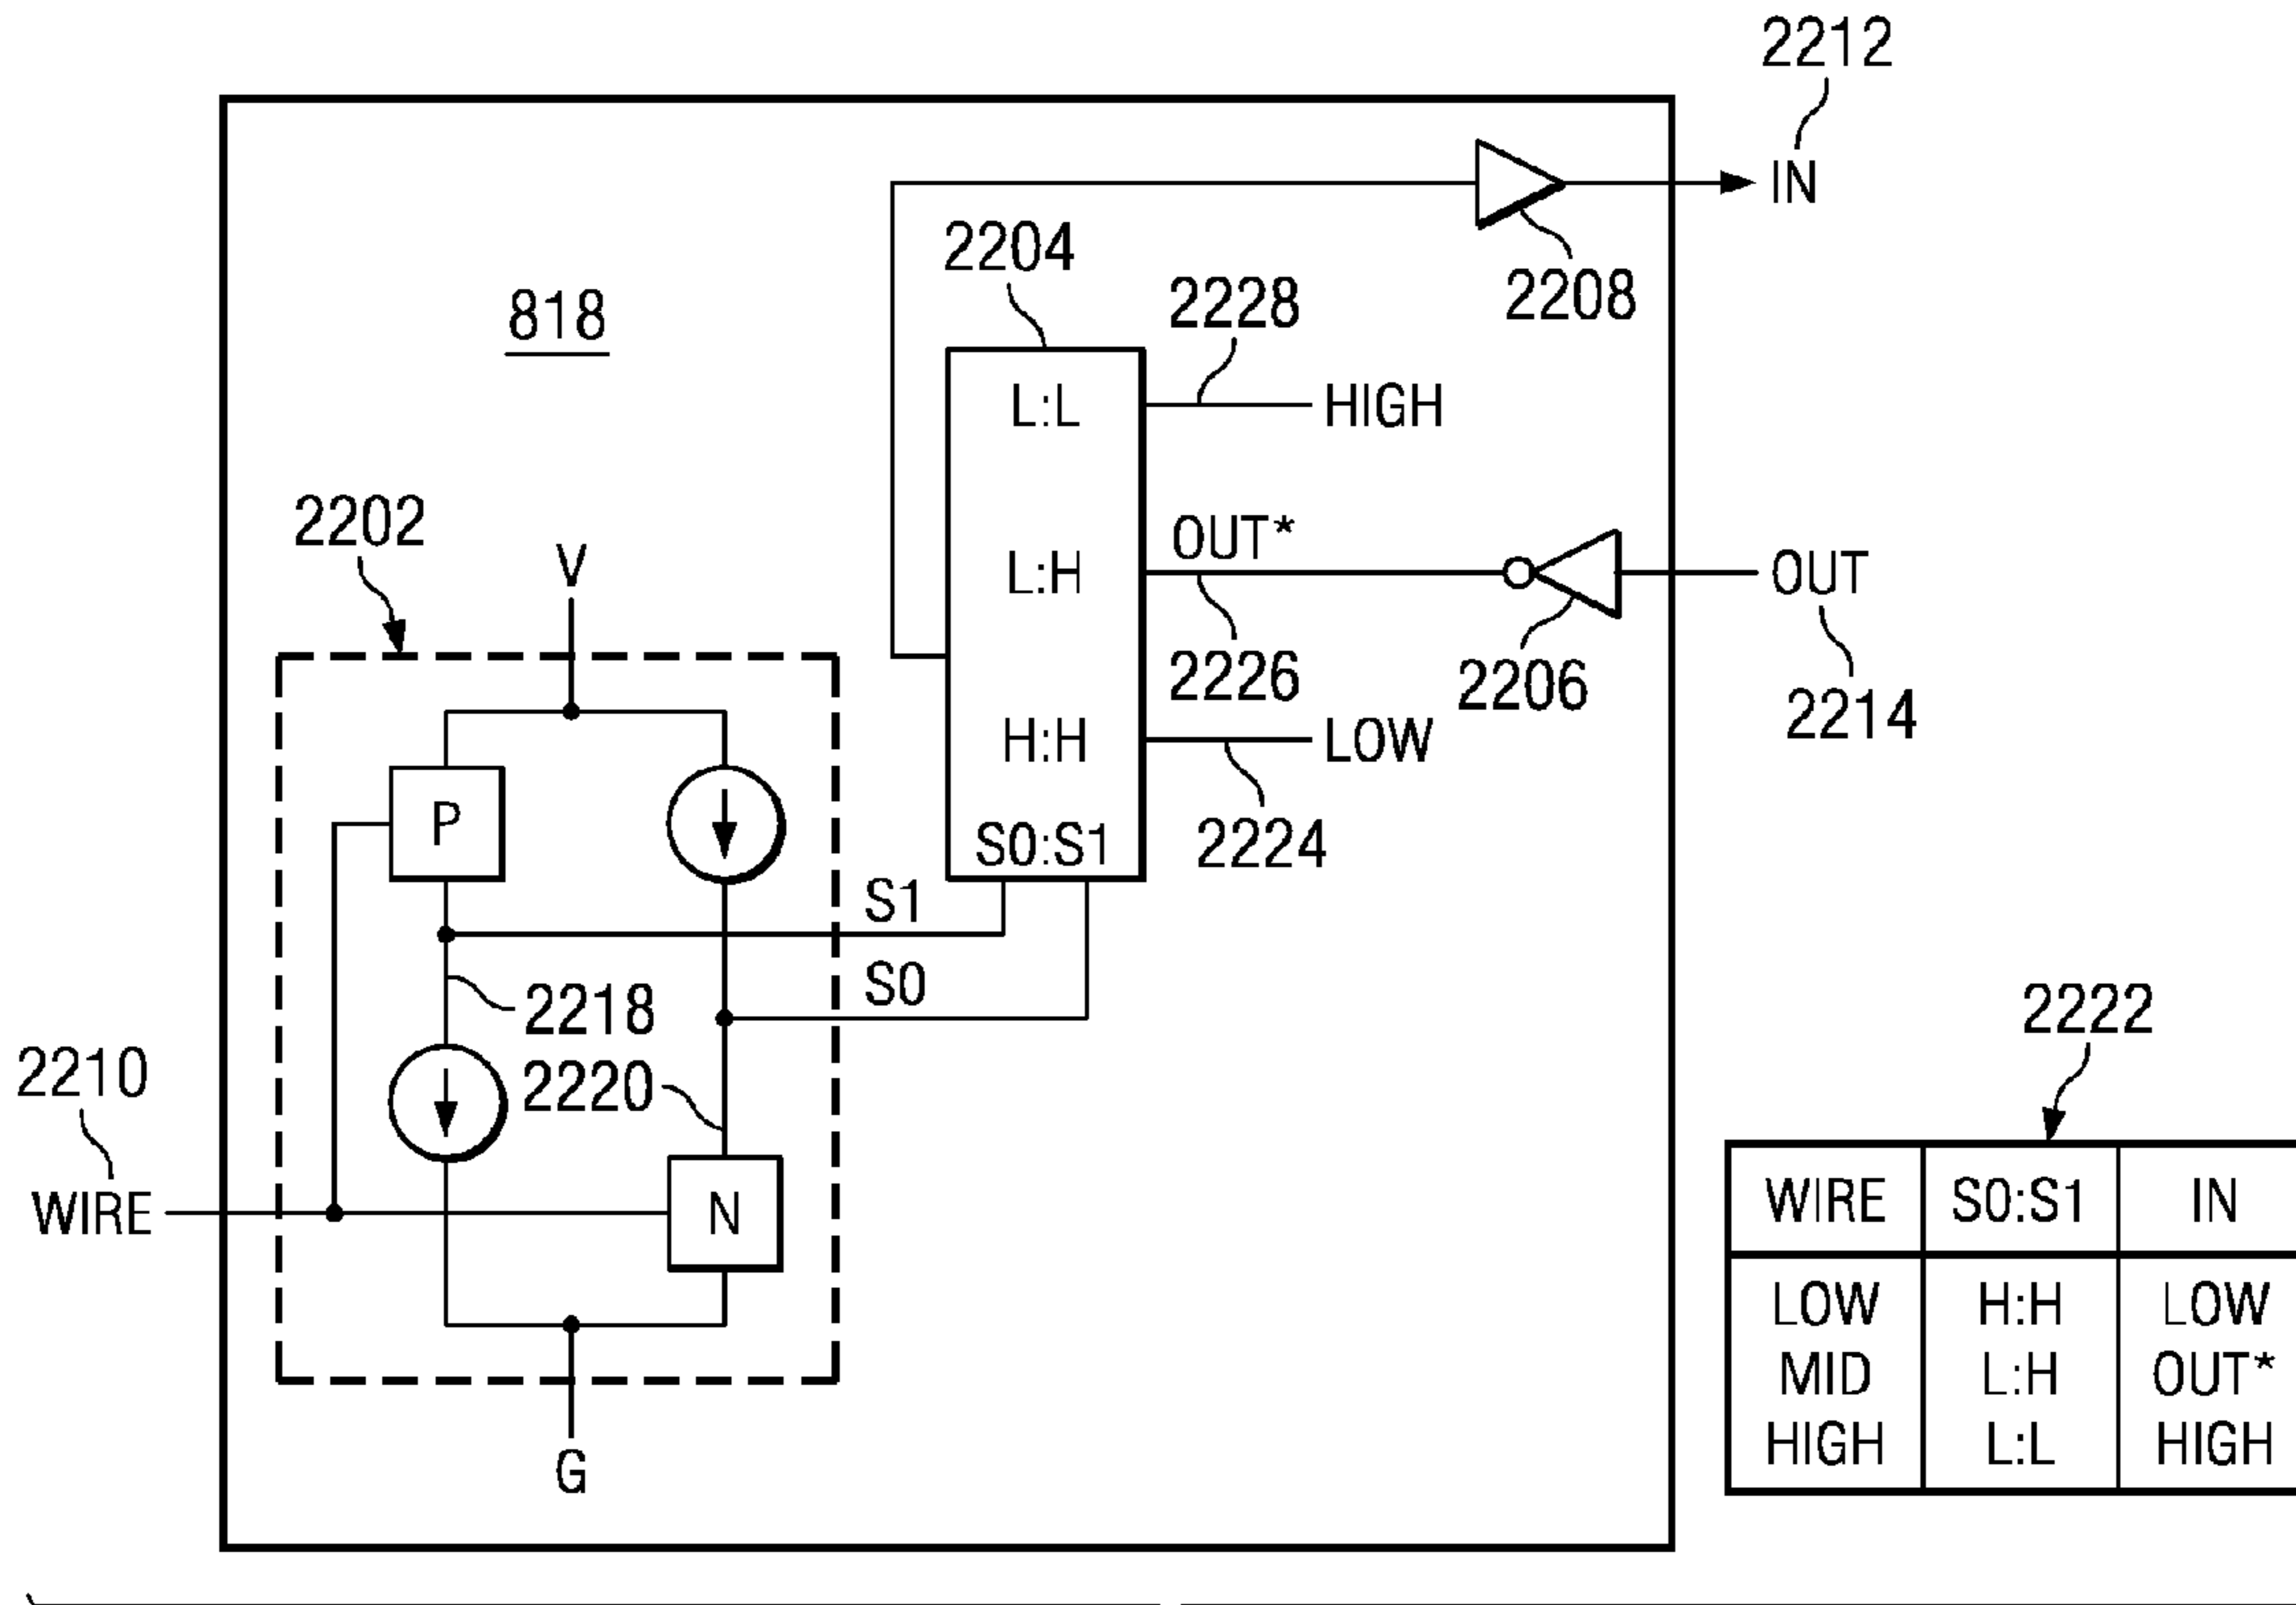 2212
IN
2208
2204
2228
818
L:L
HIGH
2202
V
OUT*
L:H
OUT
2226
2206
2214
H:H
LOW
P
S0:S1
2224
S1
S0
2218
2222
2210
2220
WIRE
N
G
WIRE S0:S1 IN
LOW H:H LOW
MID L:H OUT*
HIGH L:L HIGH